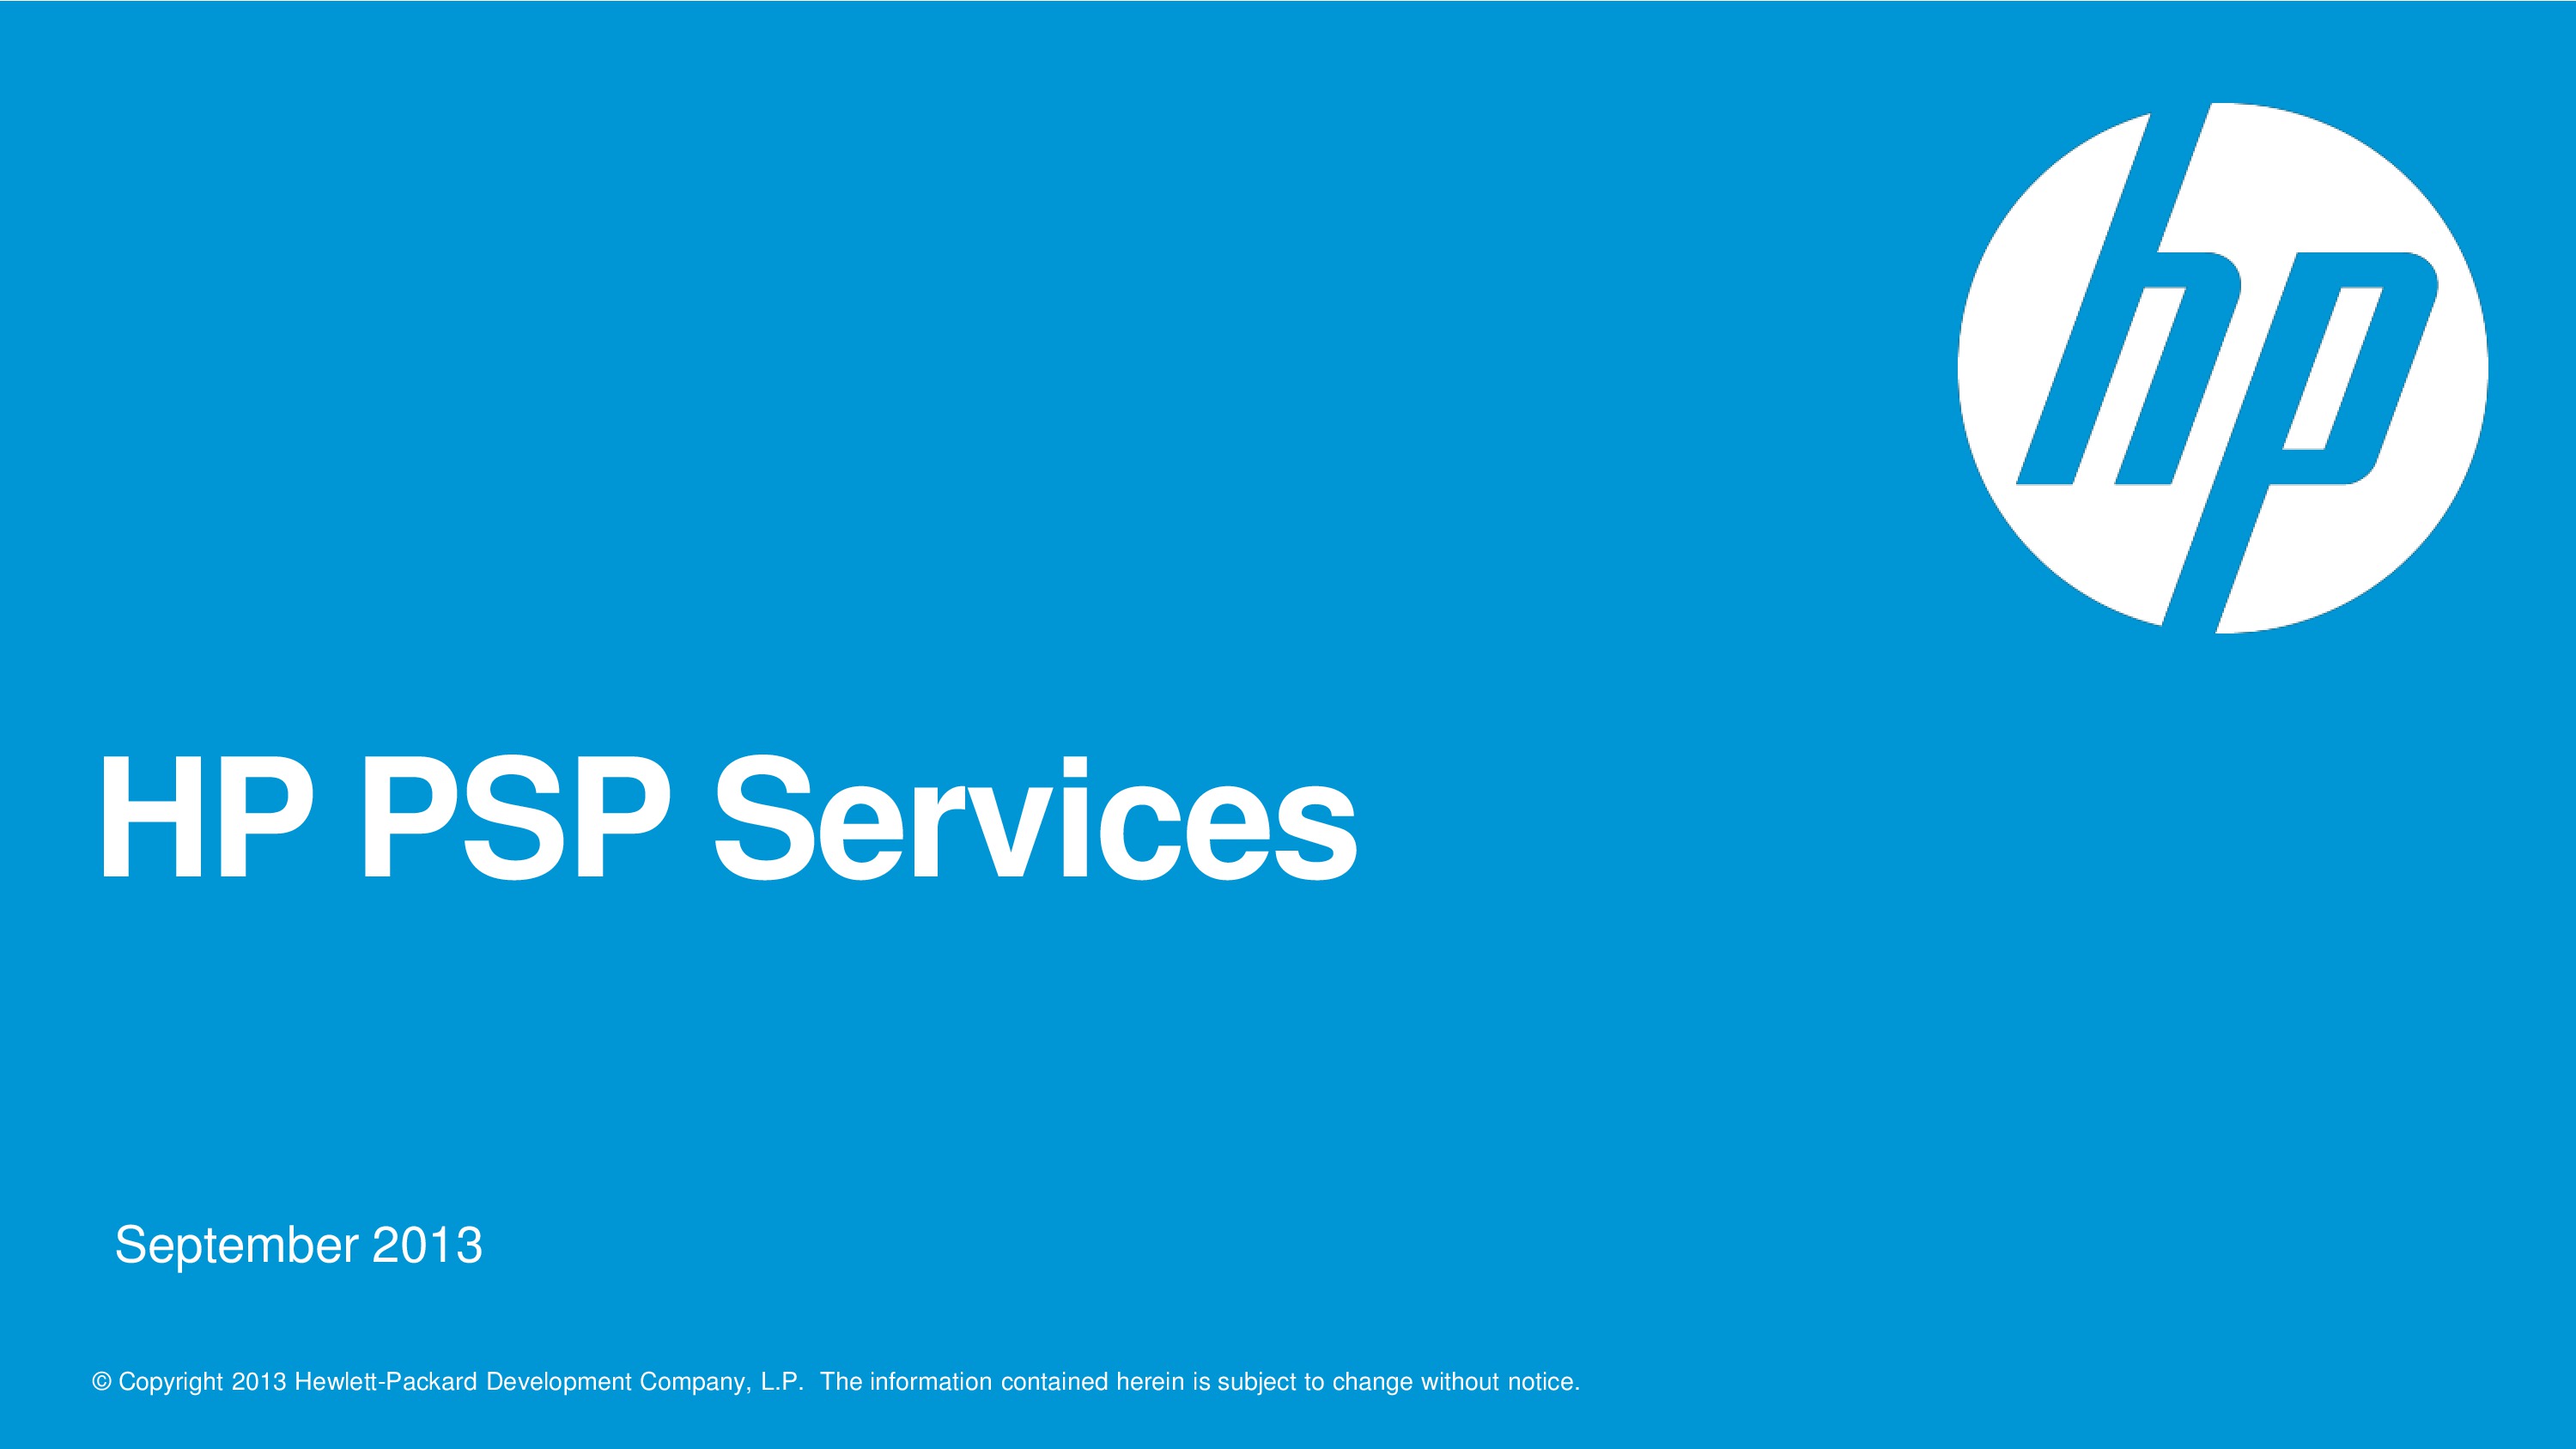 hp
HP PSP Services
September 2013
© Copyright 2013 Hewlett-Packard Development Company, L.P.  The information contained herein is subject to change without notice.